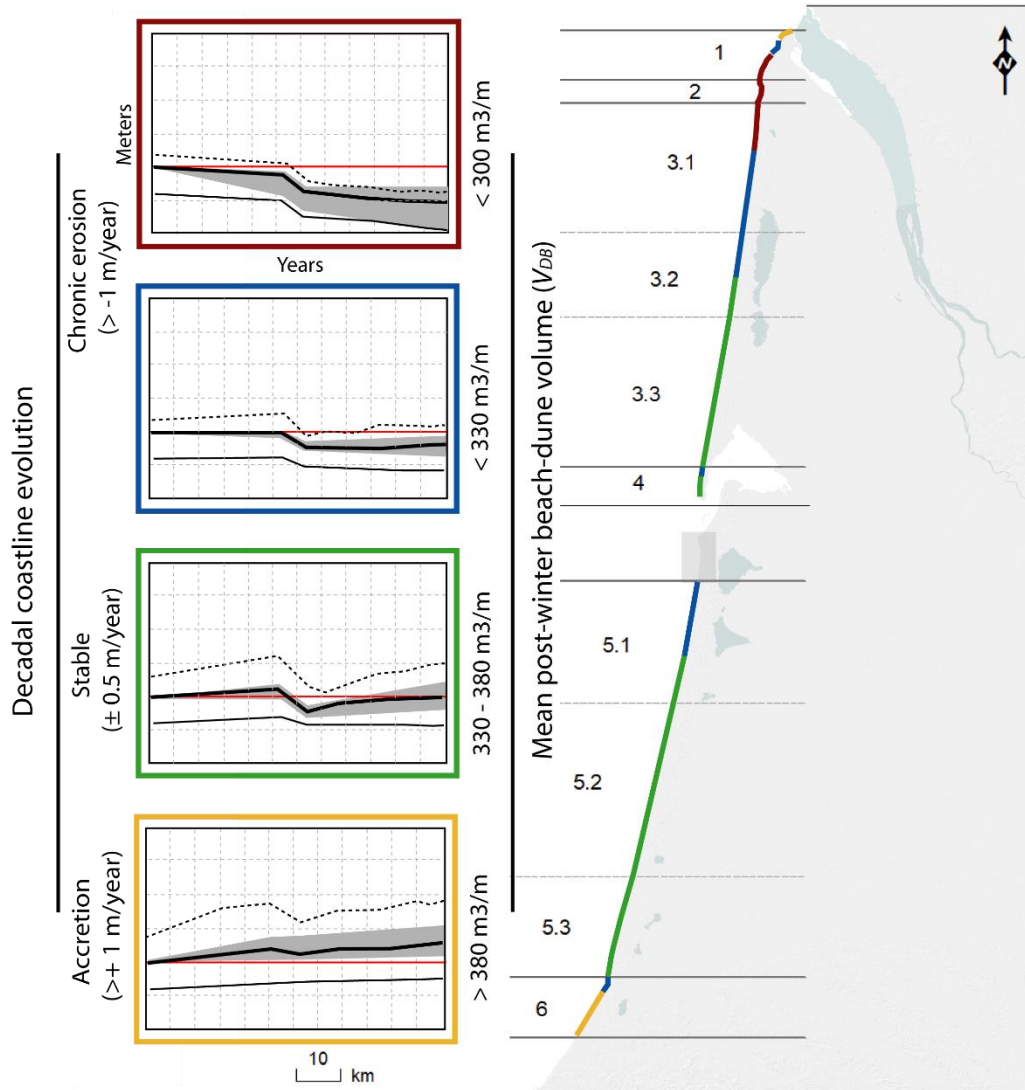 Decadal coastline evolution
Chronic erosion
(> -1 m/year)
Stable
(± 0.5 m/year)
Accretion
(>+ 1 m/year)
Meters
Years
< 300 m3/m
< 330 m3/m
330 - 380 m3/m
> 380 m3/m
10
km
Mean post-winter beach-dune volume (VDB)
1
2
3.1
3.2
3.3
4
5.1
5.2
5.3
6
N